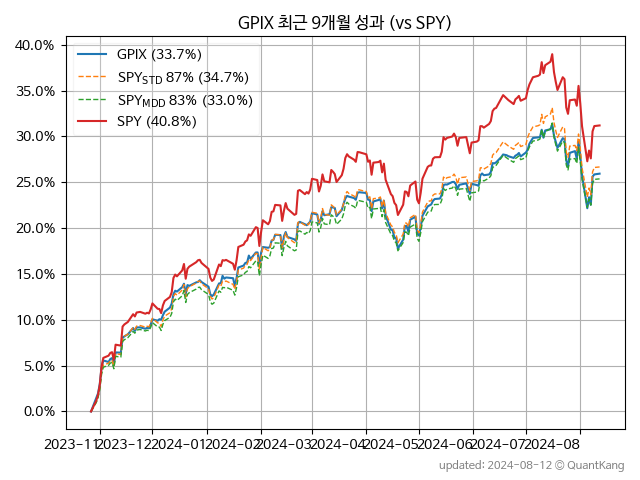 GPIX 최근 9개월 성과 (vs SPY)
GPIX (33.7%)
SPY_STD 87% (34.7%)
SPY_MDD 83% (33.0%)
SPY (40.8%)
40.0%
35.0%
30.0%
25.0%
20.0%
15.0%
10.0%
5.0%
0.0%
2023-11 2023-12 2024-01 2024-02 2024-03 2024-04 2024-05 2024-06 2024-07 2024-08
updated: 2024-08-12 © QuantKang